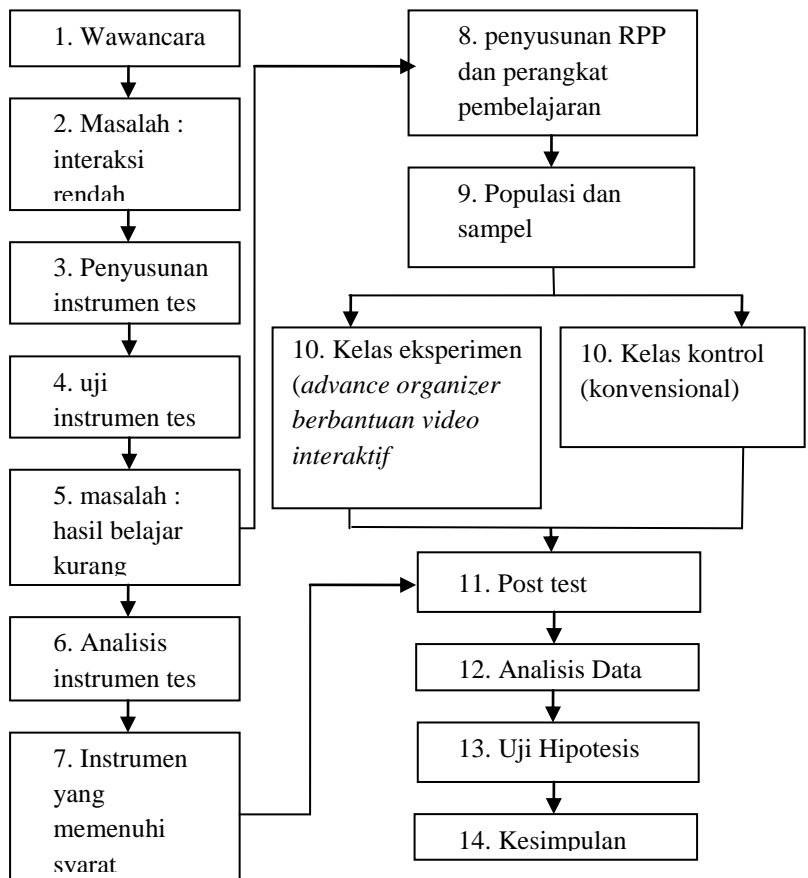 1. Wawancara
2. Masalah :
interaksi
rendah
3. Penyusunan
instrumen tes
4. uji
instrumen tes
5. masalah :
hasil belajar
kurang
6. Analisis
instrumen tes
7. Instrumen
yang
memenuhi
syarat
8. penyusunan RPP
dan perangkat
pembelajaran
9. Populasi dan
sampel
10. Kelas eksperimen
(advance organizer
berbantuan video
interaktif
10. Kelas kontrol
(konvensional)
11. Post test
12. Analisis Data
13. Uji Hipotesis
14. Kesimpulan